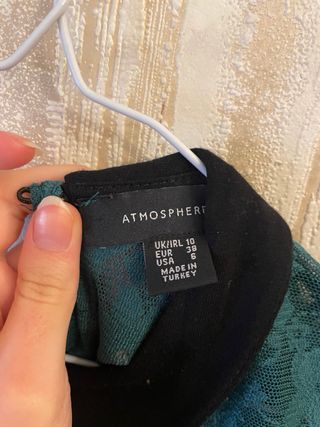 ATMOSPHERE
UK/IRL 10
EUR 38
USA 6
MADE IN
TURKEY